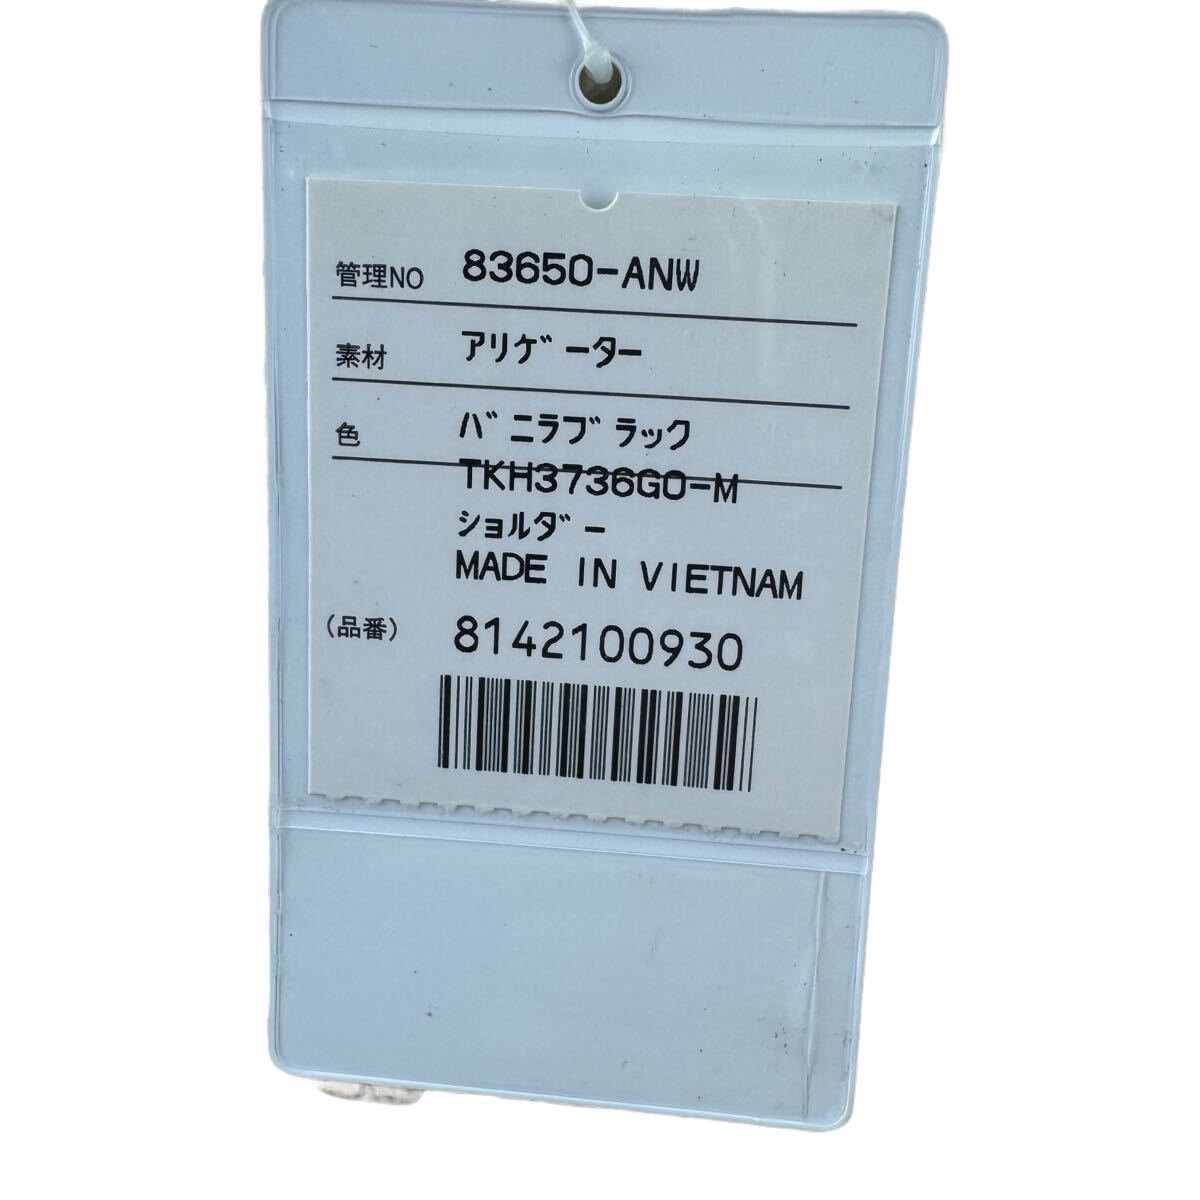 管理NO 83650-ANW
素材 アリゲーター
色 バニラブラック
TKH3736GO-M
ショルダー
MADE IN VIETNAM
(品番) 8142100930